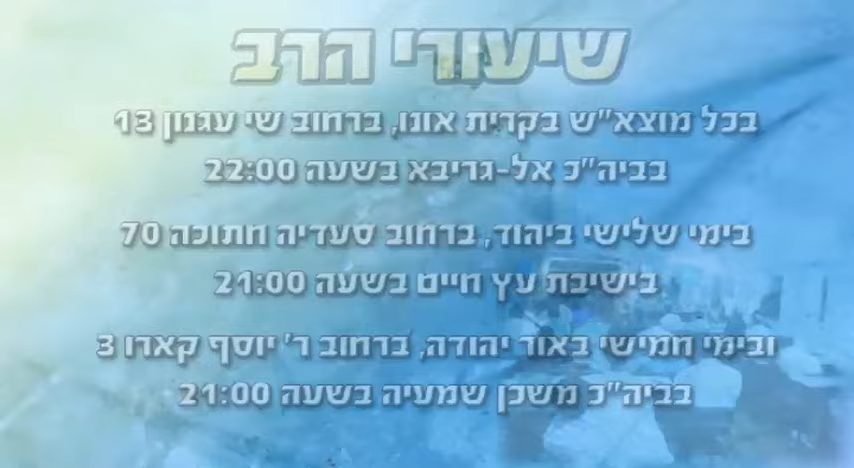 שיעורי הרב
בכל מוצא"ש בקרית אונו, ברחוב שי עגנון 13
בביה"כ אל-גריבא בשעה 22:00
בימי שלישי ביהוד, ברחוב סעדיה חתוכה 70
בישיבת עץ חיים בשעה 21:00
ובימי חמישי באור יהודה, ברחוב ר' יוסף קארו 3
בביה"כ משכן שמעיה בשעה 21:00